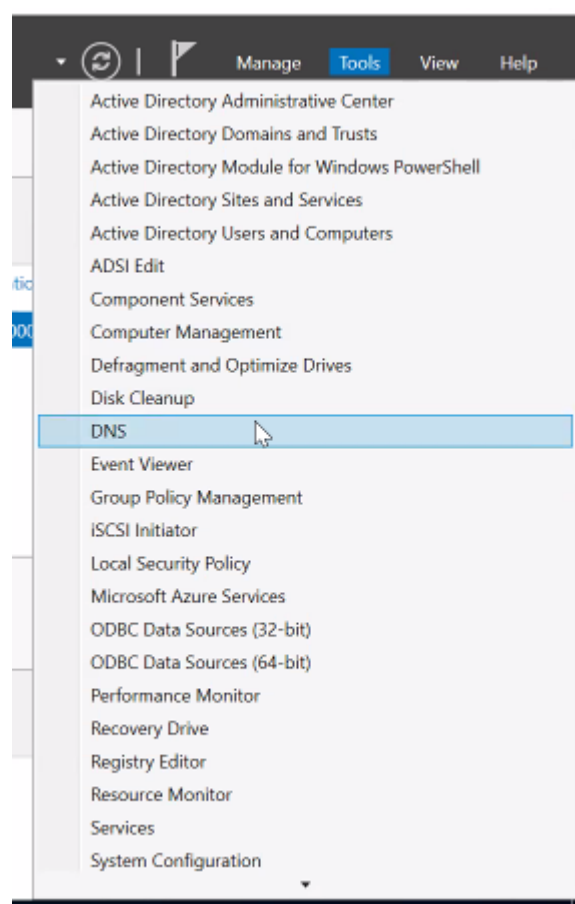 Manage Tools View Help
Active Directory Administrative Center
Active Directory Domains and Trusts
Active Directory Module for Windows PowerShell
Active Directory Sites and Services
Active Directory Users and Computers
ADSI Edit
Component Services
Computer Management
Defragment and Optimize Drives
Disk Cleanup
DNS
Event Viewer
Group Policy Management
iSCSI Initiator
Local Security Policy
Microsoft Azure Services
ODBC Data Sources (32-bit)
ODBC Data Sources (64-bit)
Performance Monitor
Recovery Drive
Registry Editor
Resource Monitor
Services
System Configuration